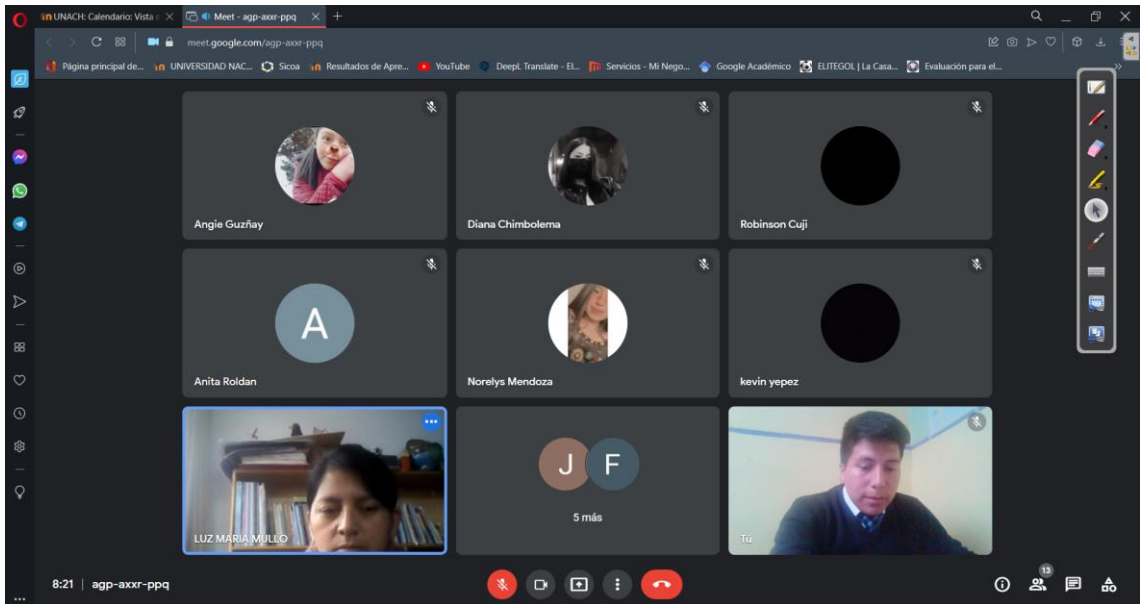 UNACH: Calendario: Vista
Meet - agp-axxr-ppq
meet.google.com/agp-axxr-ppq
Página principal de...
UNIVERSIDAD NAC...
Sicoa
Resultados de Apre...
YouTube
DeepL Translate - El...
Servicios - Mi Nego...
Google Académico
ELITEGOL | La Casa...
Evaluación para el...
Angie Guzñay
Diana Chimbolema
Robinson Cuji
A
Anita Roldan
Norelys Mendoza
kevin yepez
LUZ MARIA MULLO
J F
5 más
Tú
8:21 | agp-axxr-ppq
13